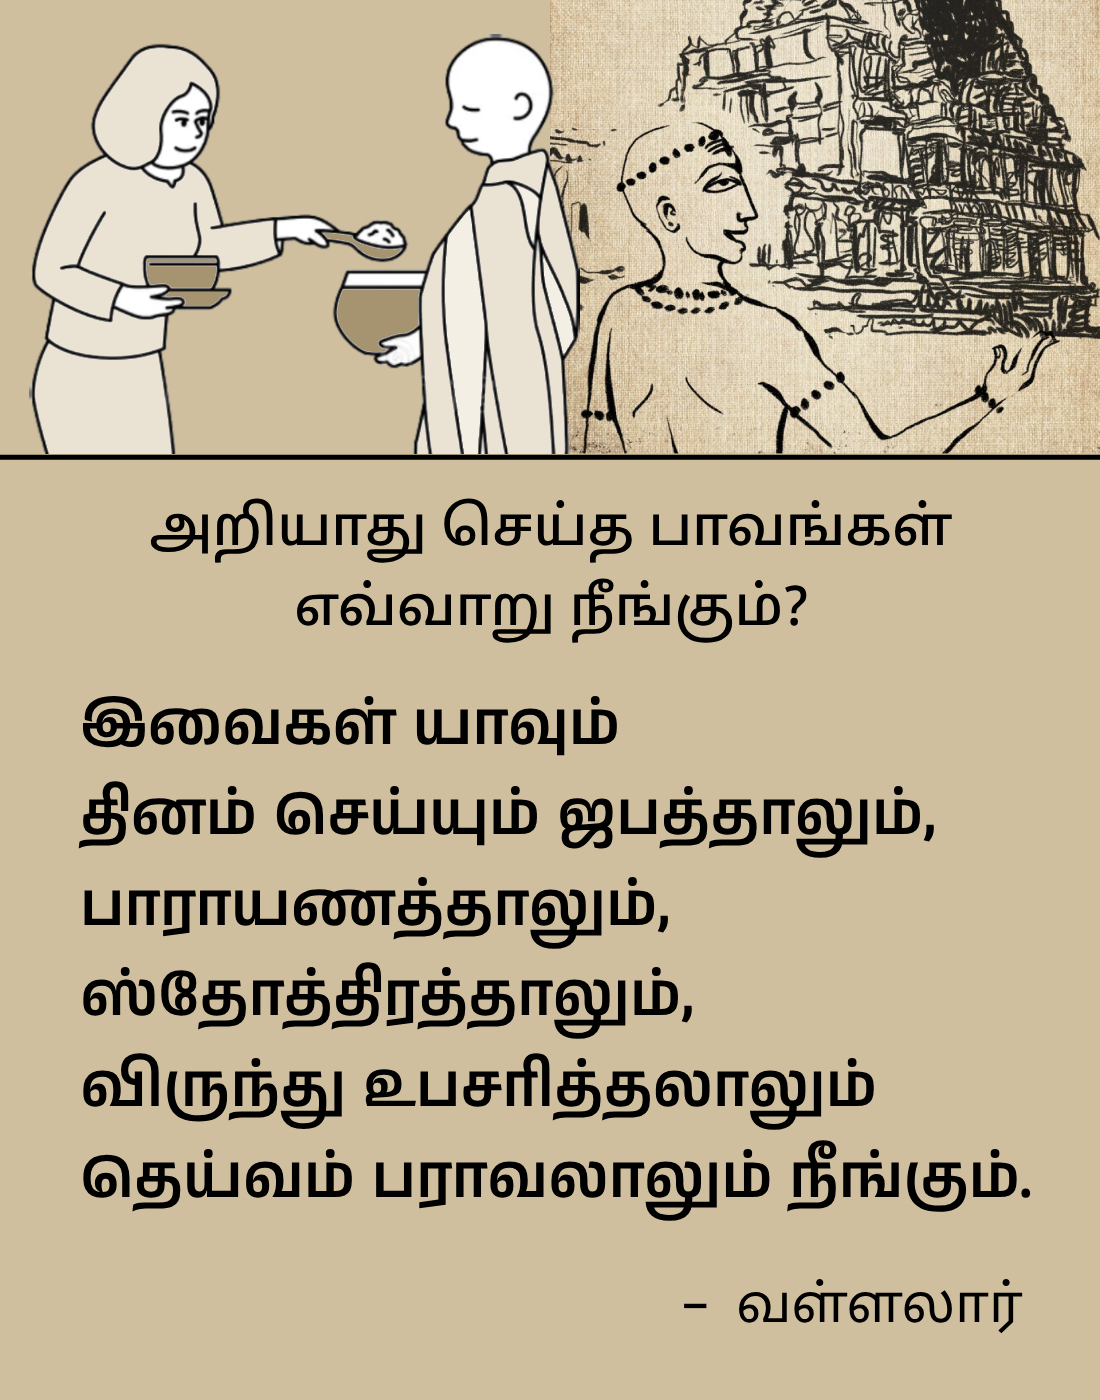 அறியாது செய்த பாவங்கள்
எவ்வாறு நீங்கும்?
இவைகள் யாவும்
தினம் செய்யும் ஜபத்தாலும்,
பாராயணத்தாலும்,
ஸ்தோத்திரத்தாலும்,
விருந்து உபசரித்தலாலும்
தெய்வம் பராவலாலும் நீங்கும்.
– வள்ளலார்